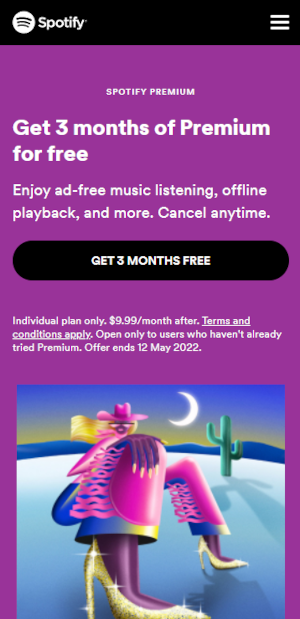 Spotify
SPOTIFY PREMIUM
Get 3 months of Premium
for free
Enjoy ad-free music listening, offline
playback, and more. Cancel anytime.
GET 3 MONTHS FREE
Individual plan only. $9.99/month after. Terms and
conditions apply. Open only to users who haven't already
tried Premium. Offer ends 12 May 2022.